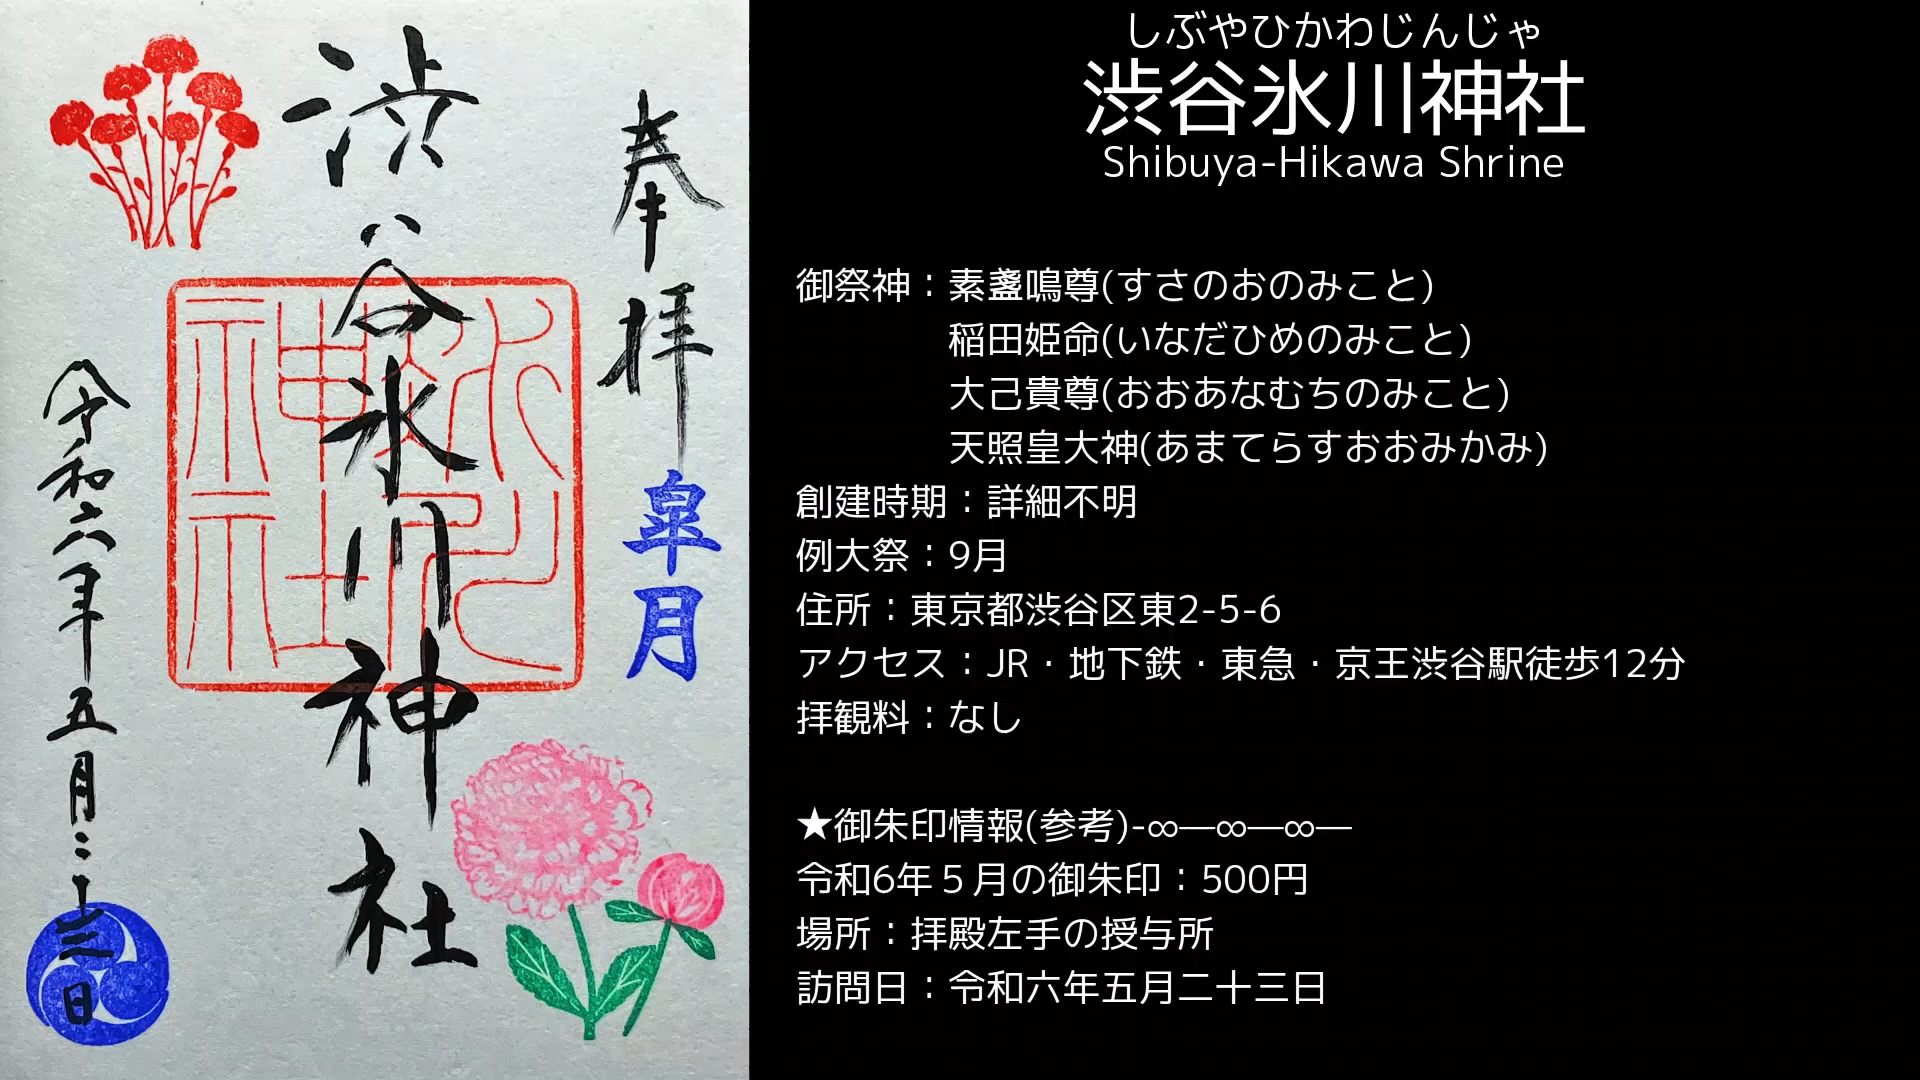 奉拝
皐月
渋谷氷川神社
氷川神社
令和六年五月二十三日
しぶやひかわじんじゃ
渋谷氷川神社
Shibuya-Hikawa Shrine
御祭神：素盞鳴尊(すさのおのみこと)
稲田姫命(いなだひめのみこと)
大己貴尊(おおあなむちのみこと)
天照皇大神(あまてらすおおみかみ)
創建時期：詳細不明
例大祭：9月
住所：東京都渋谷区東2-5-6
アクセス：JR・地下鉄・東急・京王渋谷駅徒歩12分
拝観料：なし
★御朱印情報(参考)-∞—∞—∞—
令和6年５月の御朱印：500円
場所：拝殿左手の授与所
訪問日：令和六年五月二十三日